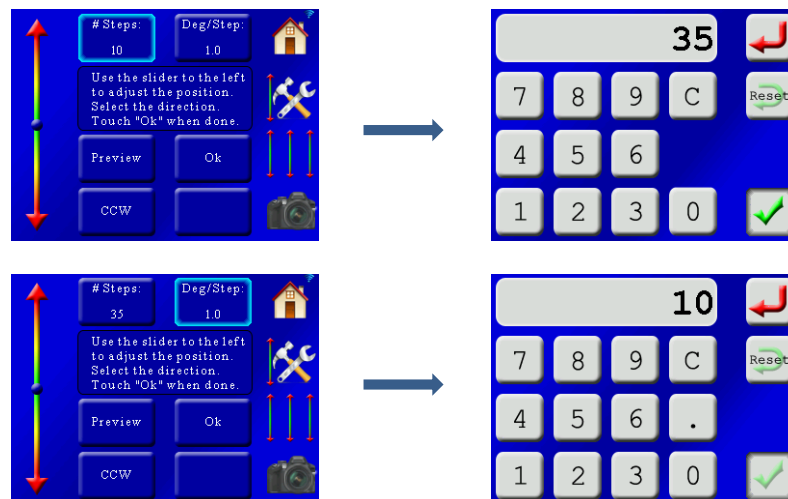 # Steps:
10
Deg/Step:
1.0
Use the slider to the left
to adjust the position.
Select the direction.
Touch "Ok" when done.
Preview
Ok
CCW
35
7 8 9 C
Reset
4 5 6
1 2 3 0
# Steps:
35
Deg/Step:
1.0
Use the slider to the left
to adjust the position.
Select the direction.
Touch "Ok" when done.
Preview
Ok
CCW
10
7 8 9 C
Reset
4 5 6 .
1 2 3 0